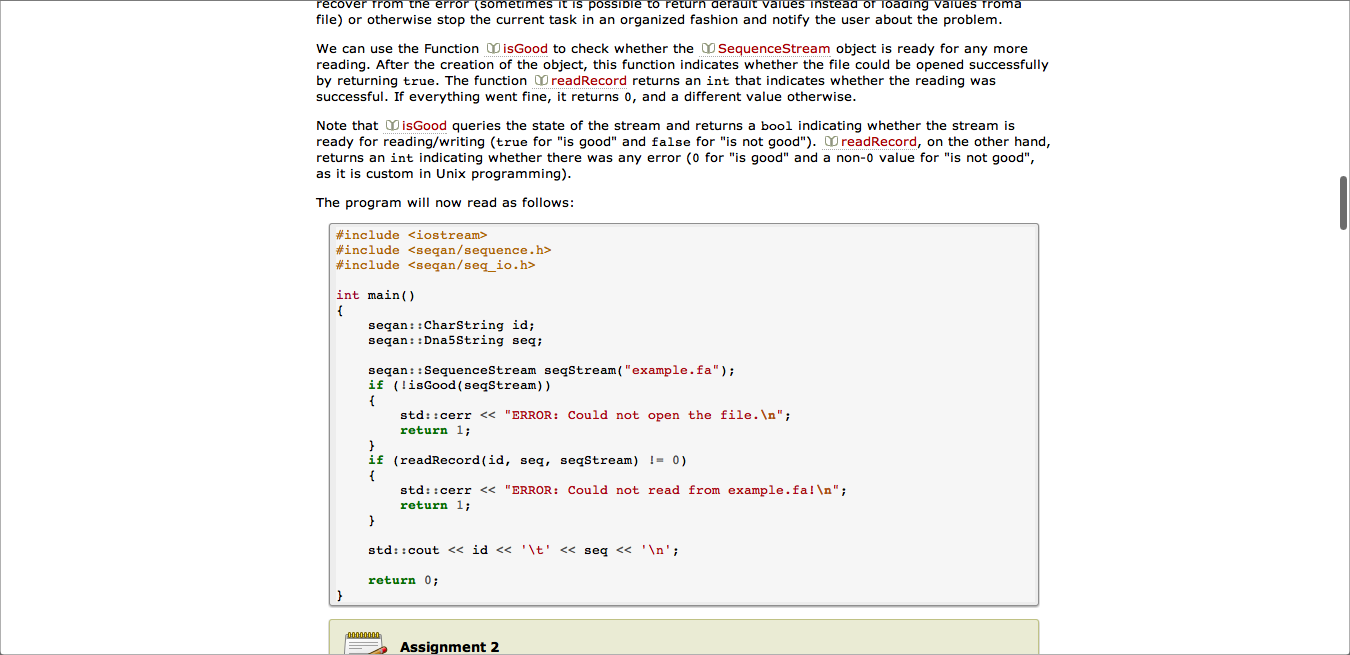 recover from the error (sometimes it is possible to return default values instead of loading values froma
file) or otherwise stop the current task in an organized fashion and notify the user about the problem.
We can use the Function isGood to check whether the SequenceStream object is ready for any more
reading. After the creation of the object, this function indicates whether the file could be opened successfully
by returning true. The function readRecord returns an int that indicates whether the reading was
successful. If everything went fine, it returns 0, and a different value otherwise.
Note that isGood queries the state of the stream and returns a bool indicating whether the stream is
ready for reading/writing (true for "is good" and false for "is not good"). readRecord, on the other hand,
returns an int indicating whether there was any error (0 for "is good" and a non-0 value for "is not good",
as it is custom in Unix programming).
The program will now read as follows:
#include <iostream>
#include <seqan/sequence.h>
#include <seqan/seq_io.h>
int main()
{
    seqan::CharString id;
    seqan::Dna5String seq;
    seqan::SequenceStream seqStream("example.fa");
    if (!isGood(seqStream))
    {
        std::cerr << "ERROR: Could not open the file.\n";
        return 1;
    }
    if (readRecord(id, seq, seqStream) != 0)
    {
        std::cerr << "ERROR: Could not read from example.fa!\n";
        return 1;
    }
    std::cout << id << '\t' << seq << '\n';
    return 0;
}
Assignment 2